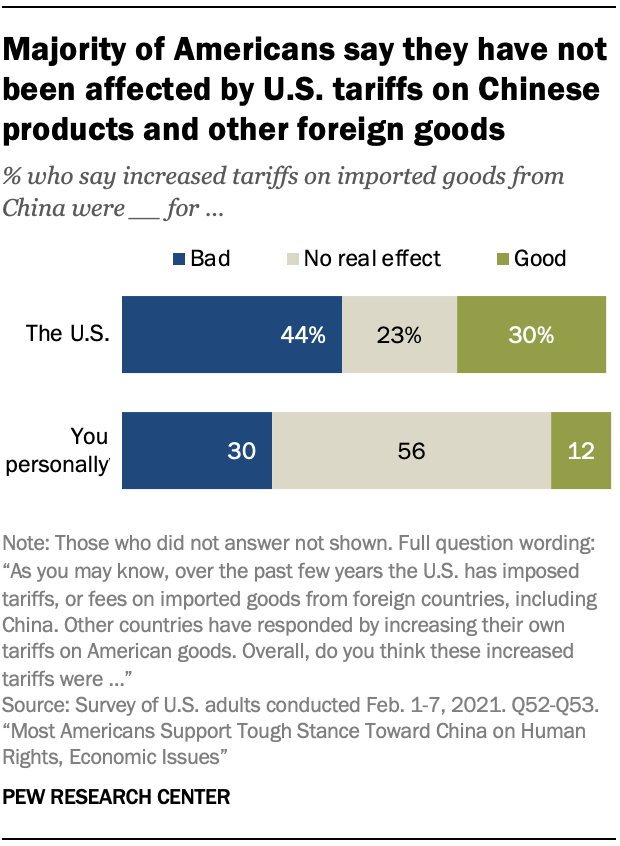 Majority of Americans say they have not
been affected by U.S. tariffs on Chinese
products and other foreign goods
% who say increased tariffs on imported goods from
China were __ for ...
Bad No real effect Good
The U.S. 44% 23% 30%
You
personally' 30 56 12
Note: Those who did not answer not shown. Full question wording:
“As you may know, over the past few years the U.S. has imposed
tariffs, or fees on imported goods from foreign countries, including
China. Other countries have responded by increasing their own
tariffs on American goods. Overall, do you think these increased
tariffs were ...”
Source: Survey of U.S. adults conducted Feb. 1-7, 2021. Q52-Q53.
“Most Americans Support Tough Stance Toward China on Human
Rights, Economic Issues”
PEW RESEARCH CENTER